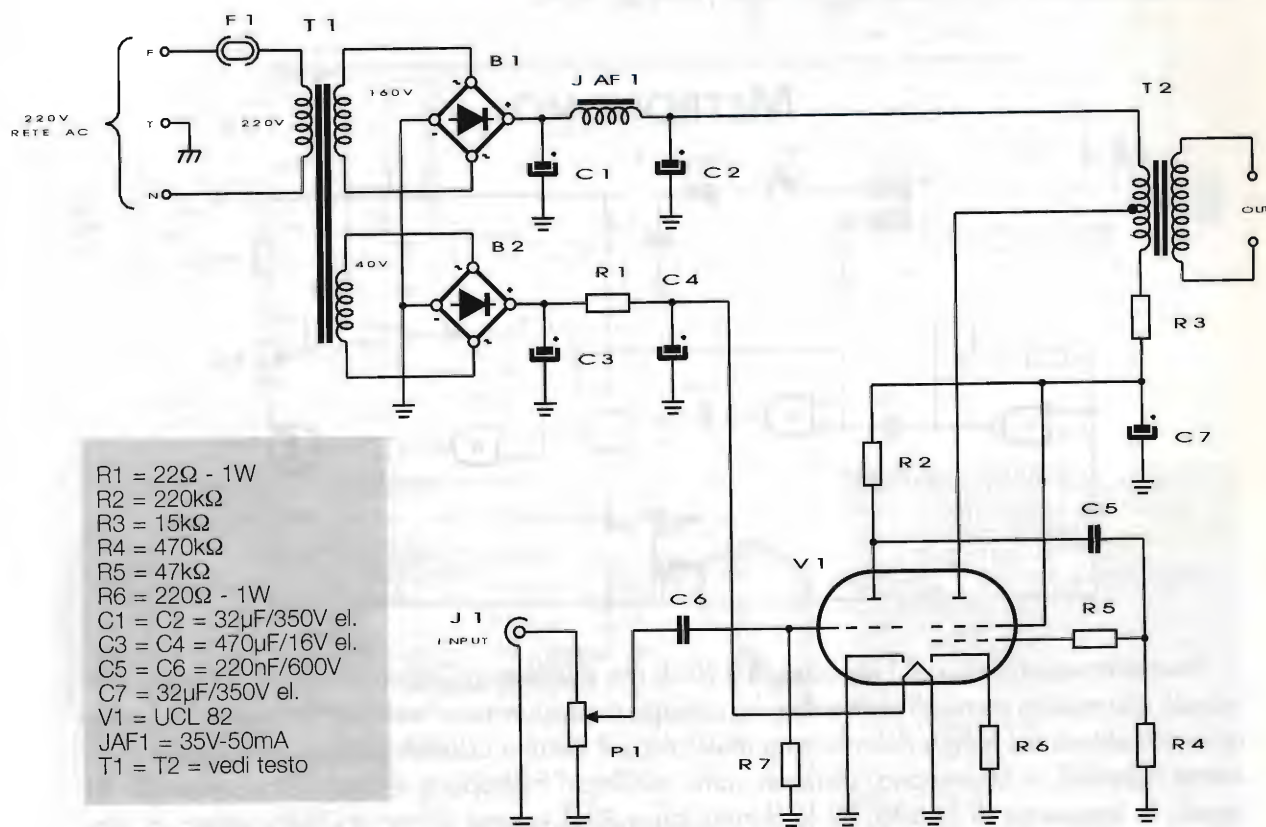 F1
T1
B1
JAF1
T2
220V
RETE AC
F
T
N
220V
160V
~
+
-
~
C1
C2
OUT
B2
40V
~
+
-
~
R1
C4
C3
R3
C7
R2
C5
V1
R5
C6
J1
INPUT
P1
R7
R6
R4
R1 = 22Ω - 1W
R2 = 220kΩ
R3 = 15kΩ
R4 = 470kΩ
R5 = 47kΩ
R6 = 220Ω - 1W
C1 = C2 = 32µF/350V el.
C3 = C4 = 470µF/16V el.
C5 = C6 = 220nF/600V
C7 = 32µF/350V el.
V1 = UCL 82
JAF1 = 35V-50mA
T1 = T2 = vedi testo